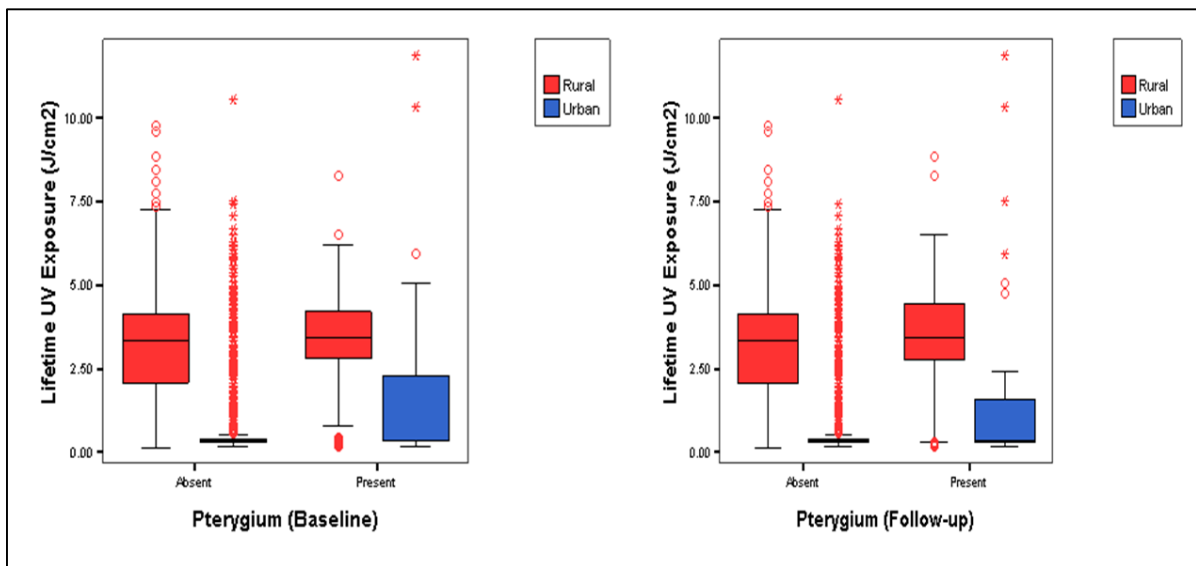 Lifetime UV Exposure (J/cm2)
10.00
7.50
5.00
2.50
0.00
Absent
Present
Pterygium (Baseline)
Rural
Urban
Lifetime UV Exposure (J/cm2)
10.00
7.50
5.00
2.50
0.00
Absent
Present
Pterygium (Follow-up)
Rural
Urban